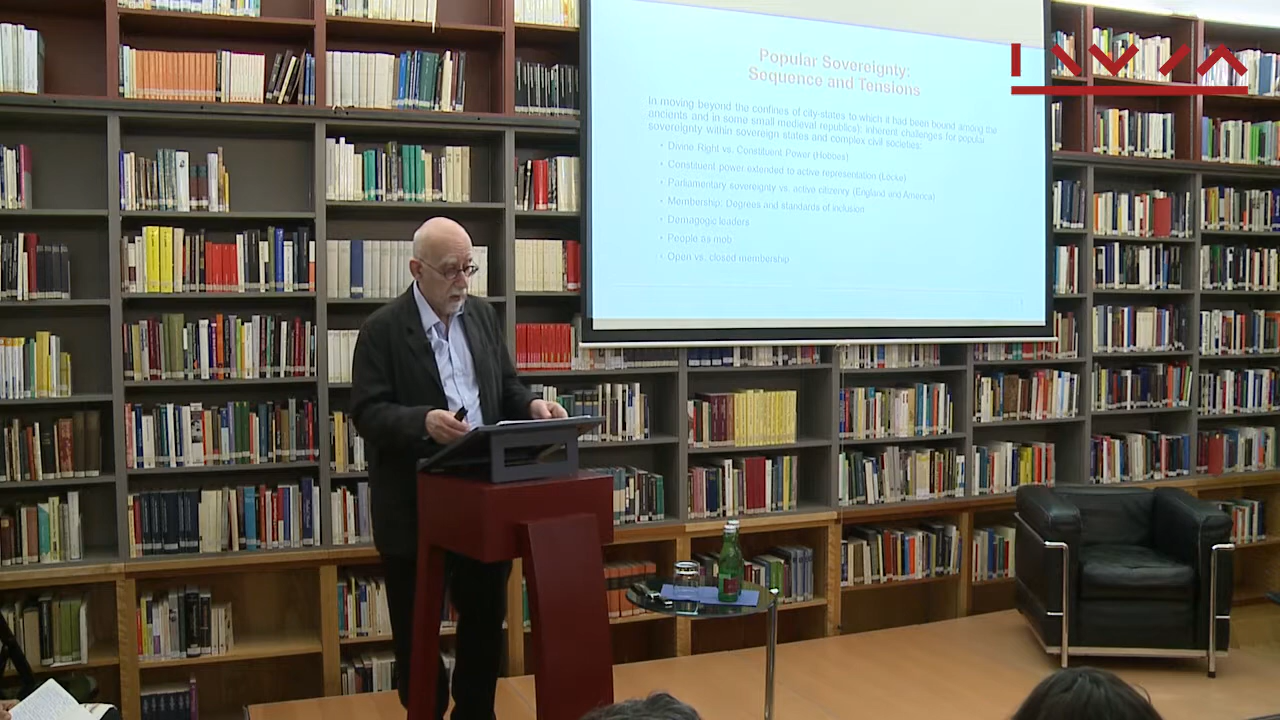 Popular Sovereignty:
Sequence and Tensions
In moving beyond the confines of city-states to which it had been bound among the
ancients and in some small medieval republics): inherent challenges for popular
sovereignty within sovereign states and complex civil societies:
• Divine Right vs. Constituent Power (Hobbes)
• Constituent power extended to active representation (Locke)
• Parliamentary sovereignty vs. active citizenry (England and America)
• Membership: Degrees and standards of inclusion
• Demagogic leaders
• People as mob
• Open vs. closed membership
IWM